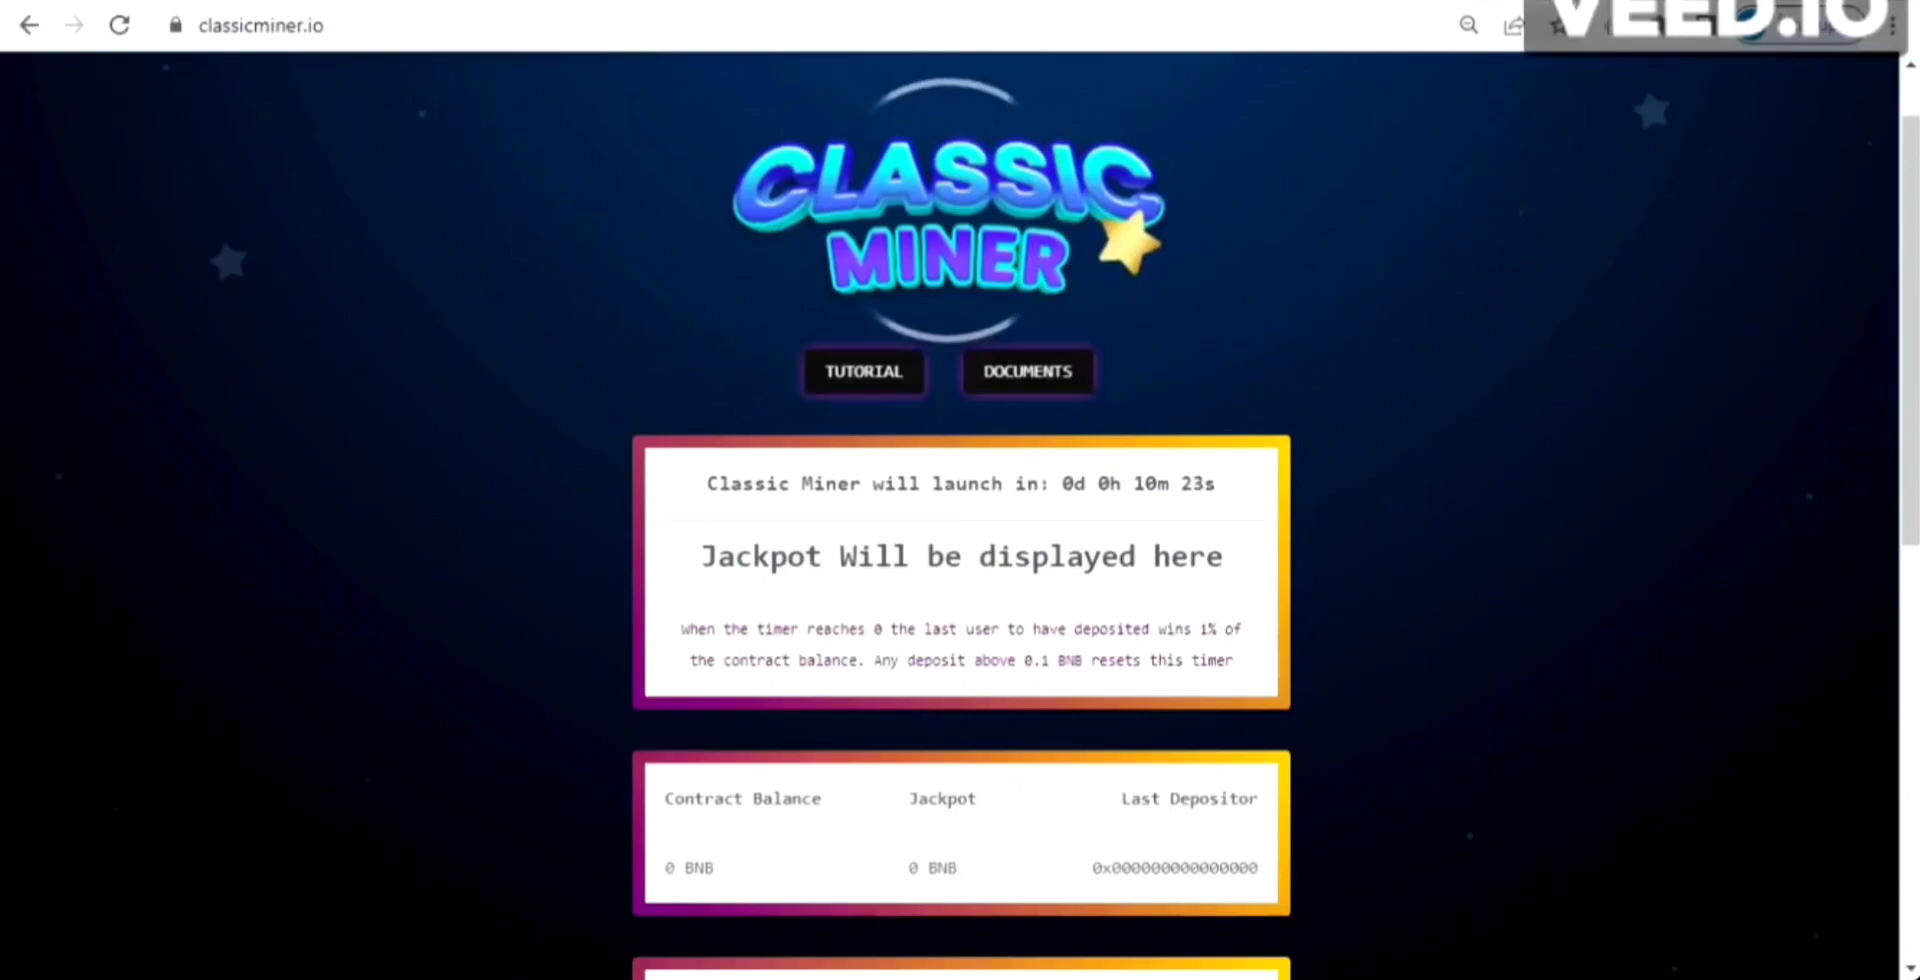 classicminer.io
VEED.IO
CLASSIC
MINER
TUTORIAL
DOCUMENTS
Classic Miner will launch in: 0d 0h 10m 23s
Jackpot Will be displayed here
When the timer reaches 0 the last user to have deposited wins 1% of
the contract balance. Any deposit above 0.1 BNB resets this timer
Contract Balance Jackpot Last Depositor
0 BNB 0 BNB 0x000000000000000